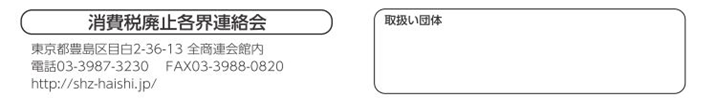 消費税廃止各界連絡会
東京都豊島区目白2-36-13 全商連会館内
電話03-3987-3230　FAX03-3988-0820
http://shz-haishi.jp/
取扱い団体